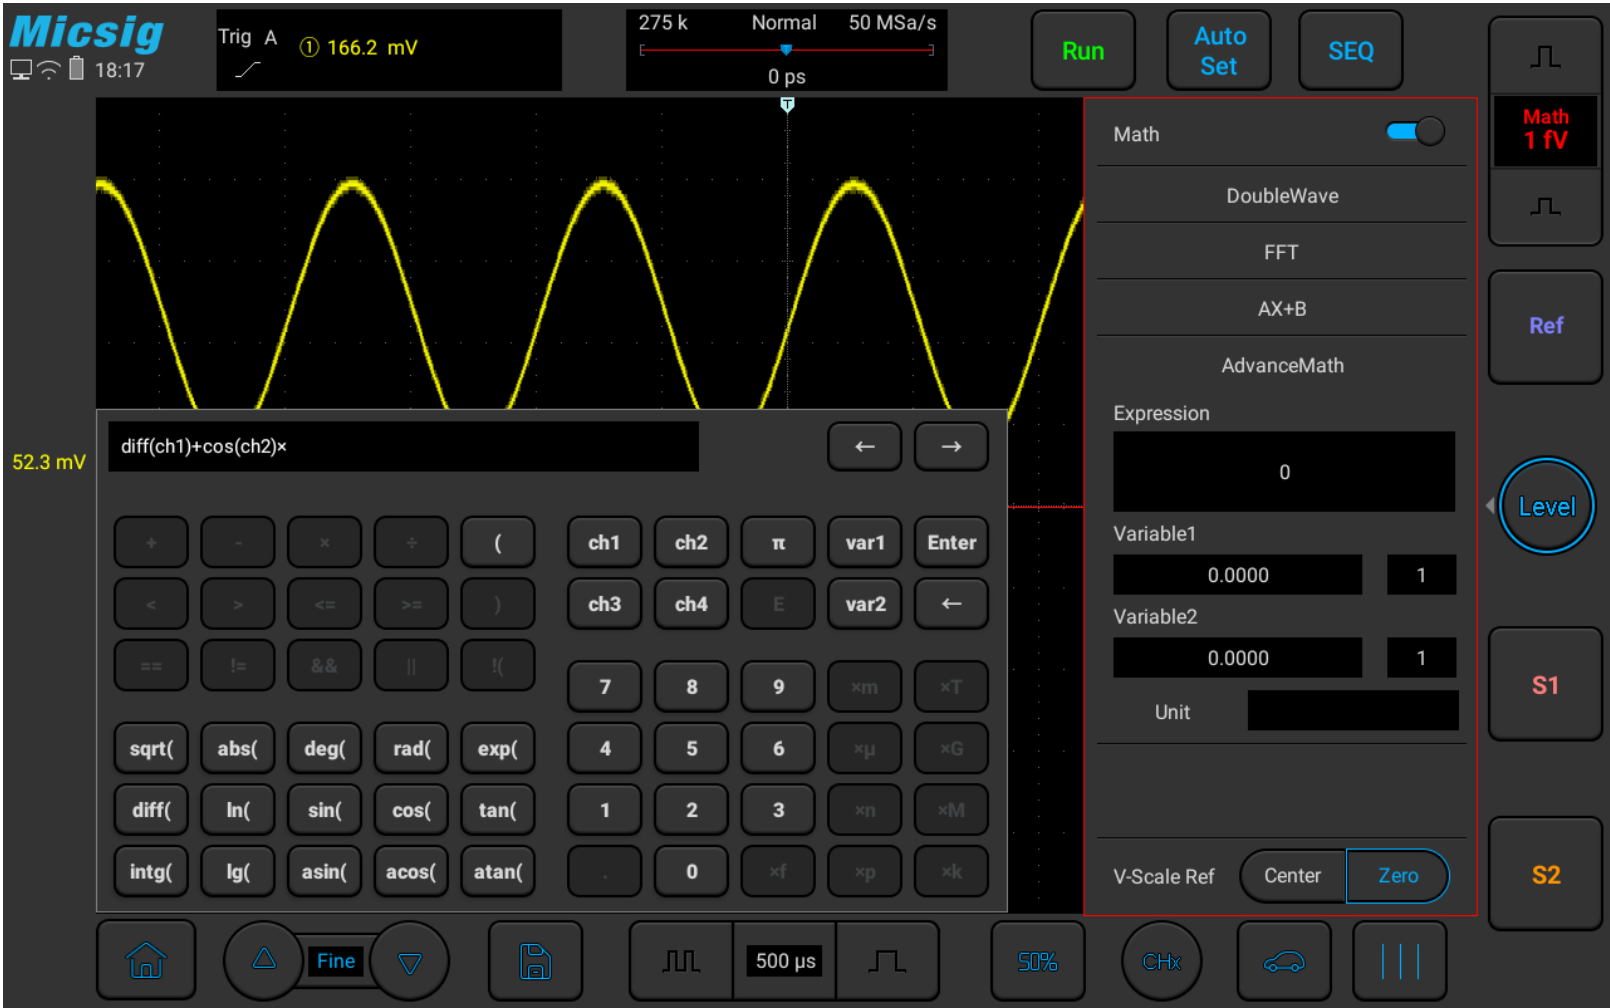 Micsig
18:17
Trig A
① 166.2 mV
275 k Normal 50 MSa/s
0 ps
Run
Auto
Set
SEQ
T
Math
1 fV
Ref
Level
S1
S2
52.3 mV
Math
DoubleWave
FFT
AX+B
AdvanceMath
Expression
0
Variable1
0.0000 1
Variable2
0.0000 1
Unit
V-Scale Ref Center Zero
diff(ch1)+cos(ch2)×
← →
+ - × ÷ ( ch1 ch2 π var1 Enter
< > <= >= ) ch3 ch4 E var2 ←
== != && || !(
7 8 9 ×m ×T
sqrt( abs( deg( rad( exp( 4 5 6 ×μ ×G
diff( ln( sin( cos( tan( 1 2 3 ×n ×M
intg( lg( asin( acos( atan( . 0 ×f ×p ×k
Fine
500 μs
50%
CHx